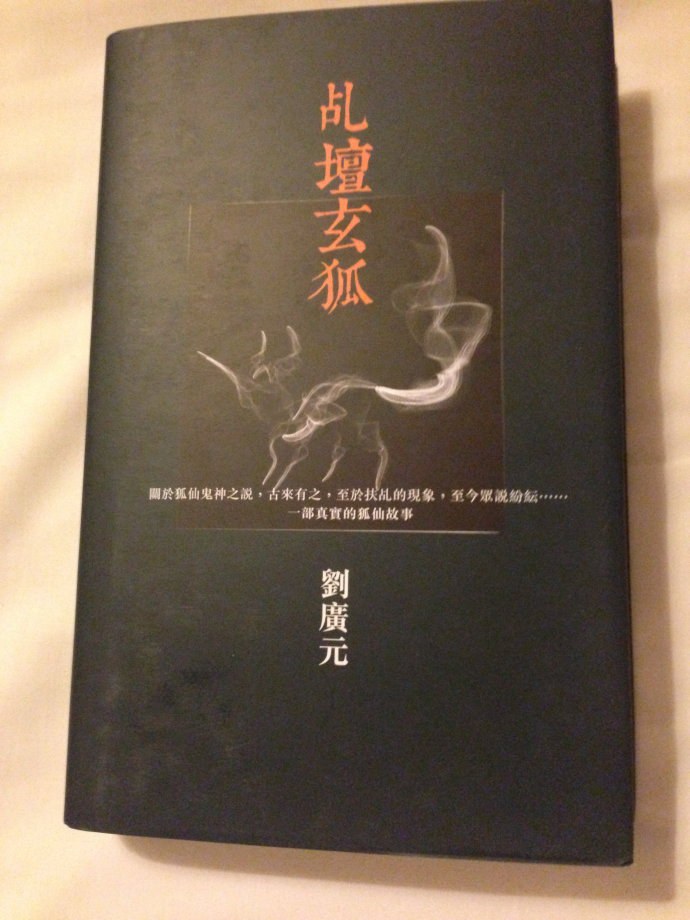 乩壇玄狐
關於狐仙鬼神之説，古來有之，至於扶乩的現象，至今眾説紛紜⋯⋯
一部真實的狐仙故事
劉廣元